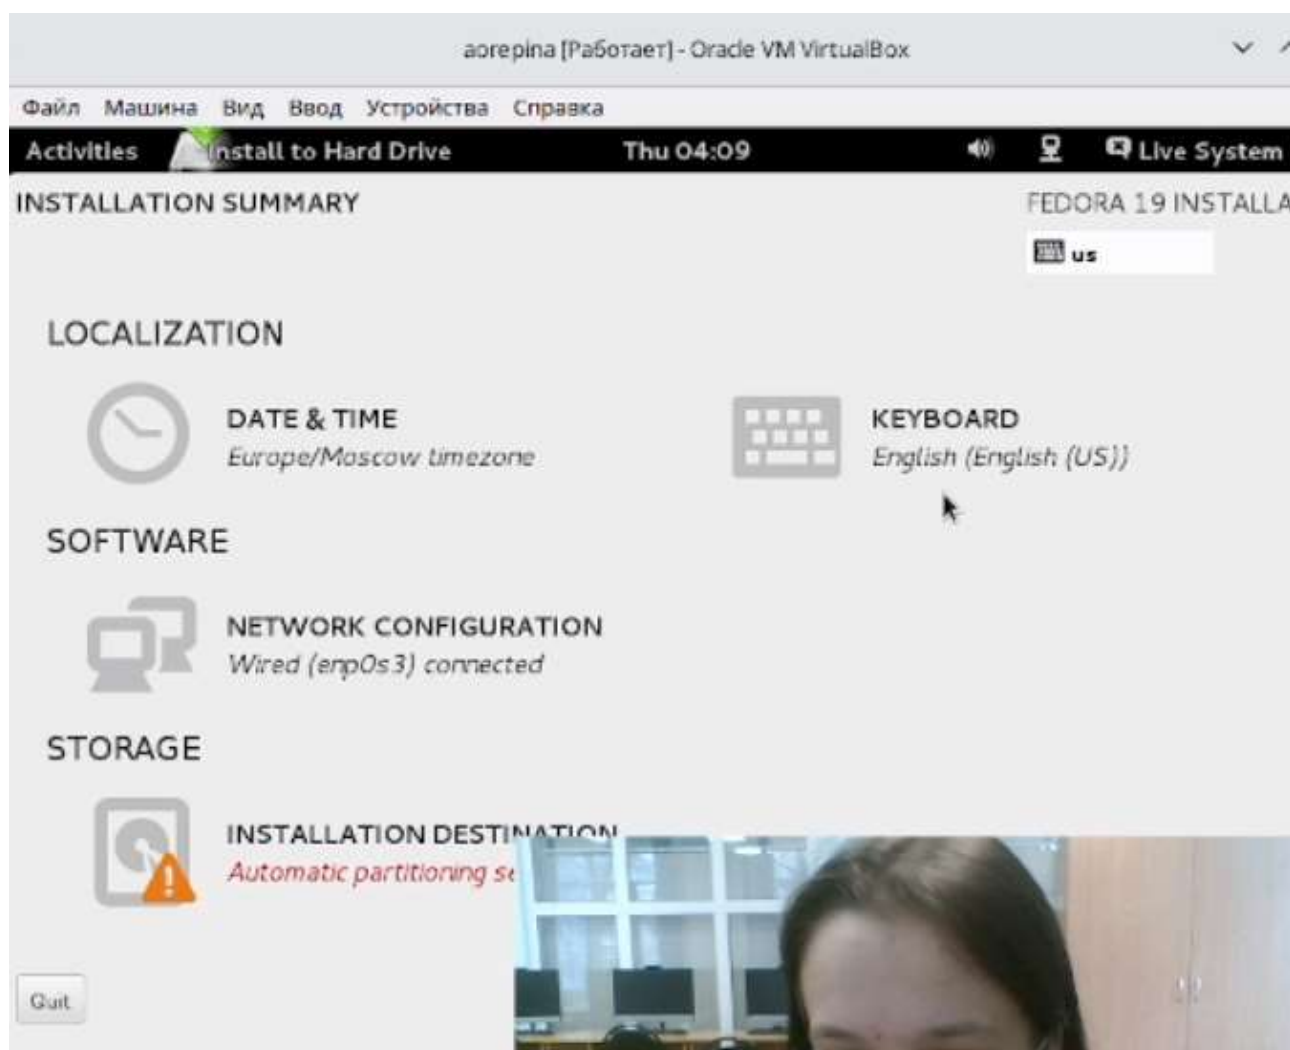 aorepina [Работает] - Oracle VM VirtualBox
Файл Машина Вид Ввод Устройства Справка
Activities Install to Hard Drive Thu 04:09 Live System
INSTALLATION SUMMARY
FEDORA 19 INSTALLA
us
LOCALIZATION
DATE & TIME
Europe/Moscow timezone
KEYBOARD
English (English (US))
SOFTWARE
NETWORK CONFIGURATION
Wired (enp0s3) connected
STORAGE
INSTALLATION DESTINATION
Automatic partitioning se
Quit